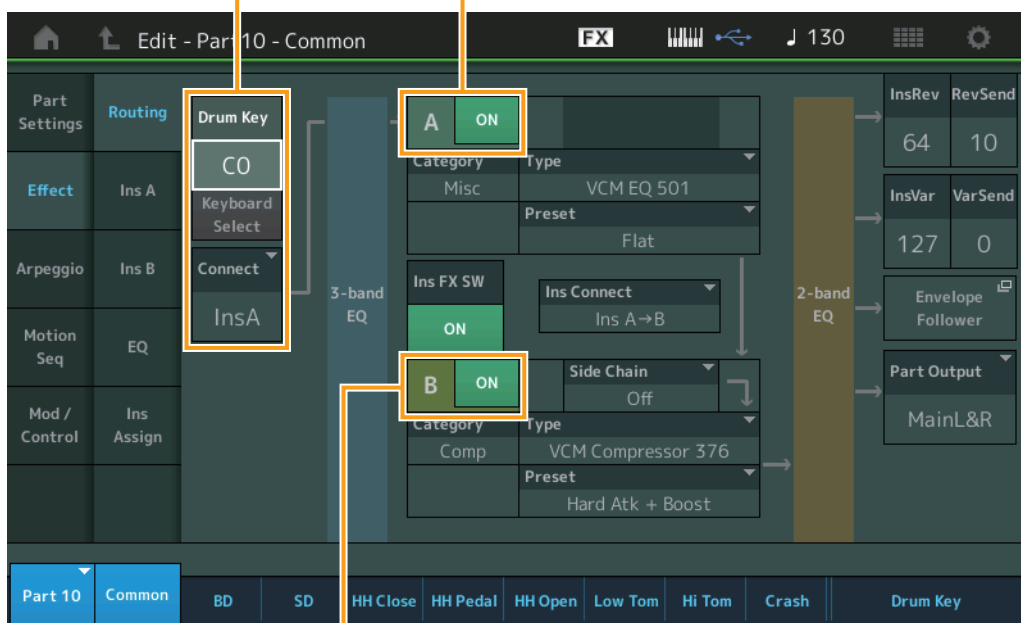 Edit - Part10 - Common
FX
130
Part
Settings
Effect
Arpeggio
Motion
Seq
Mod /
Control
Routing
Ins A
Ins B
EQ
Ins
Assign
Drum Key
C0
Keyboard
Select
Connect
InsA
3-band
EQ
A
ON
Category
Misc
Type
VCM EQ 501
Preset
Flat
Ins FX SW
ON
Ins Connect
Ins A→B
B
ON
Side Chain
Off
Category
Comp
Type
VCM Compressor 376
Preset
Hard Atk + Boost
2-band
EQ
InsRev
RevSend
64
10
InsVar
VarSend
127
0
Envelope
Follower
Part Output
MainL&R
Part 10
Common
BD
SD
HH Close
HH Pedal
HH Open
Low Tom
Hi Tom
Crash
Drum Key